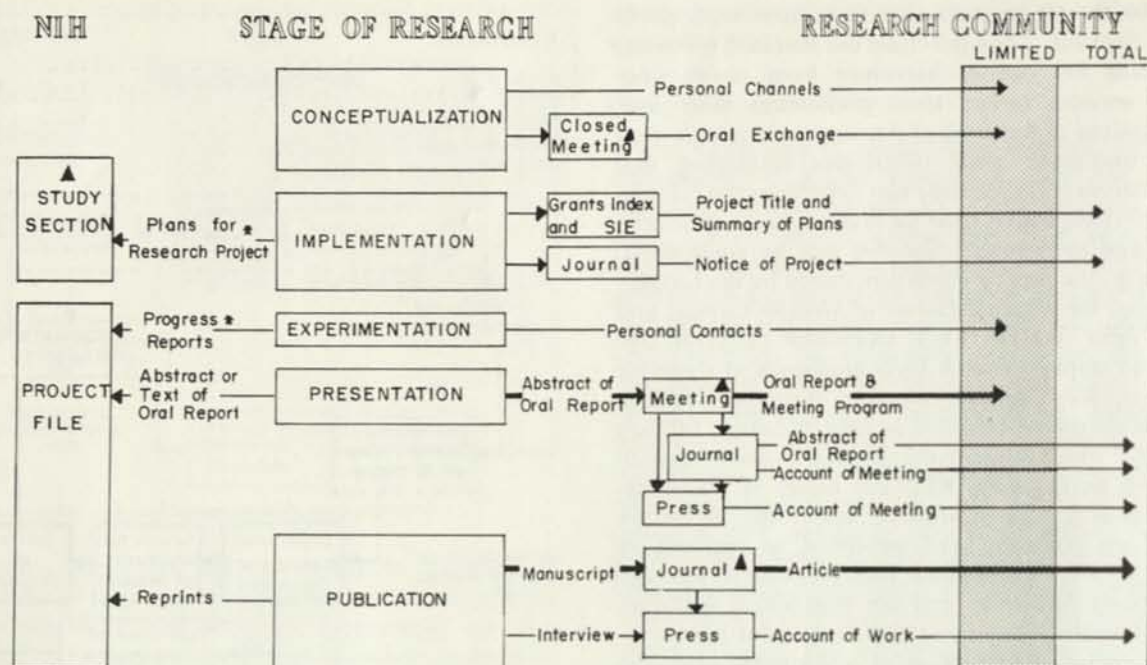 NIH
STAGE OF RESEARCH
RESEARCH COMMUNITY
LIMITED
TOTAL
CONCEPTUALIZATION
Personal Channels
Closed
Meeting
Oral Exchange
STUDY
SECTION
Plans for *
Research Project
IMPLEMENTATION
Grants Index
and SIE
Project Title and
Summary of Plans
Journal
Notice of Project
Progress *
Reports
EXPERIMENTATION
Personal Contacts
PROJECT
FILE
Abstract or
Text of
Oral Report
PRESENTATION
Abstract of
Oral Report
Meeting
Oral Report &
Meeting Program
Journal
Abstract of
Oral Report
Account of Meeting
Press
Account of Meeting
Reprints
PUBLICATION
Manuscript
Journal
Article
Interview
Press
Account of Work